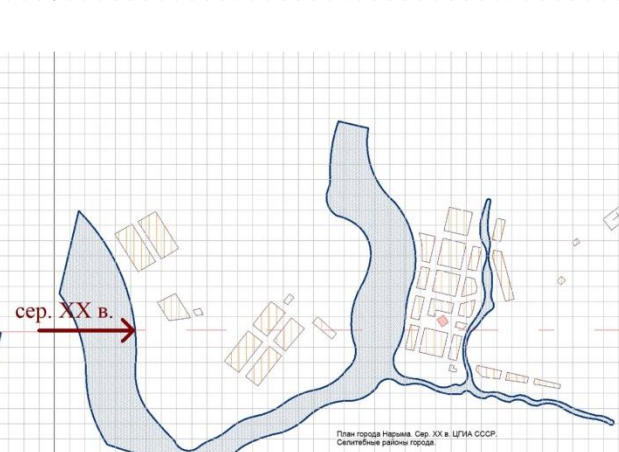 сер. XX в.
План города Нарыма. Сер. XX в. ЦГИА СССР.
Селитебные районы города.